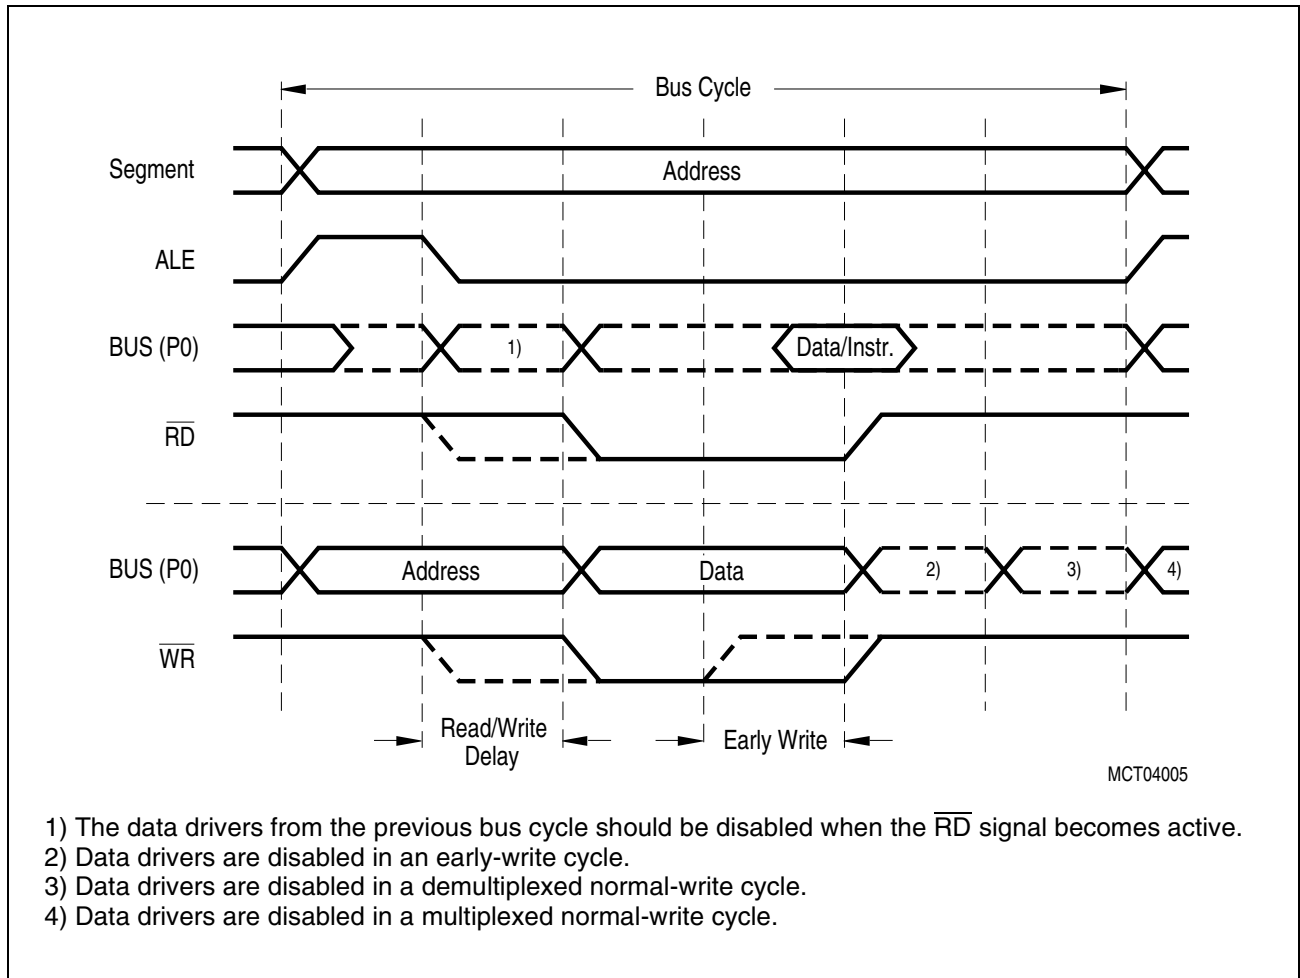 Bus Cycle
Segment
Address
ALE
BUS (P0)
1)
Data/Instr.
RD
BUS (P0)
Address
Data
2)
3)
4)
WR
Read/Write
Delay
Early Write
MCT04005
1) The data drivers from the previous bus cycle should be disabled when the RD signal becomes active.
2) Data drivers are disabled in an early-write cycle.
3) Data drivers are disabled in a demultiplexed normal-write cycle.
4) Data drivers are disabled in a multiplexed normal-write cycle.